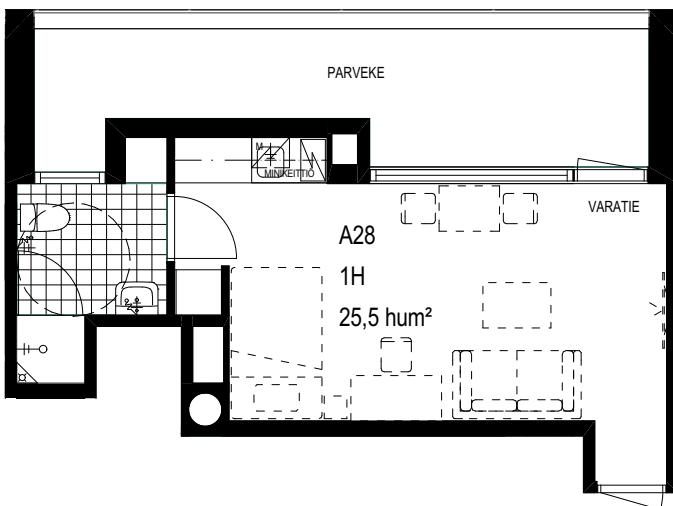 PARVEKE
M
MINIKEITTIÖ
VARATIE
A28
1H
25,5 hum²